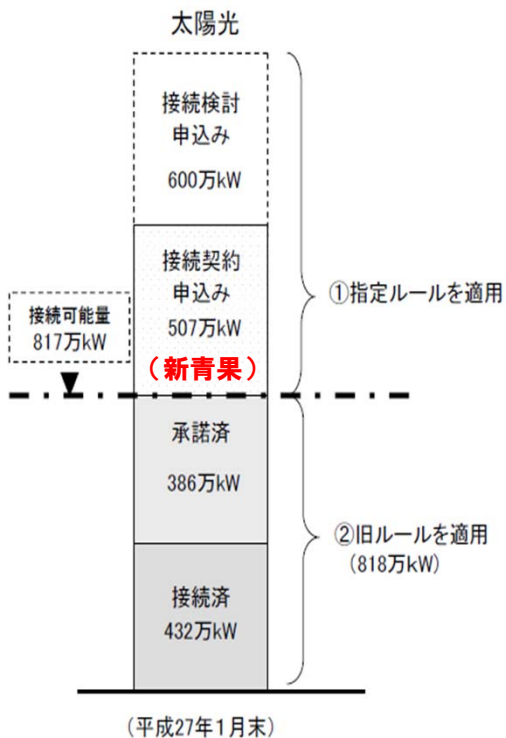 太陽光
接続検討
申込み
600万kW
接続契約
申込み
507万kW
（新青果）
①指定ルールを適用
接続可能量
817万kW
承諾済
386万kW
②旧ルールを適用
(818万kW)
接続済
432万kW
(平成27年1月末)